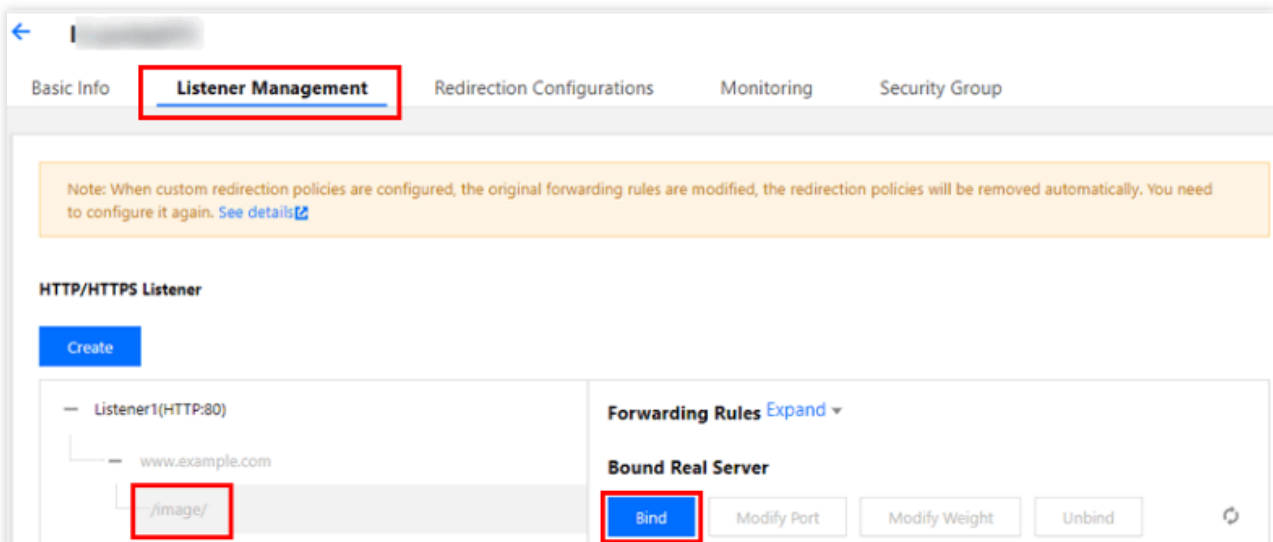 Basic Info Listener Management Redirection Configurations Monitoring Security Group
Note: When custom redirection policies are configured, the original forwarding rules are modified, the redirection policies will be removed automatically. You need
to configure it again. See details
HTTP/HTTPS Listener
Create
Listener1(HTTP:80)
www.example.com
/image/
Forwarding Rules Expand
Bound Real Server
Bind Modify Port Modify Weight Unbind